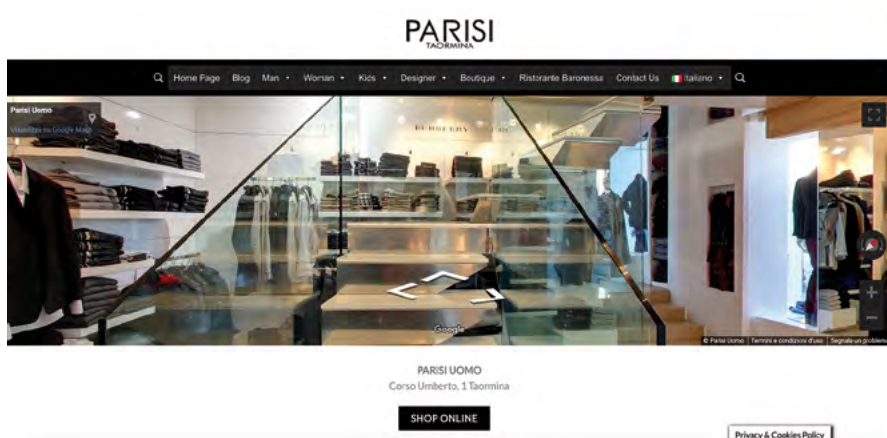 PARISI
TAORMINA
Home Page Blog Man Woman Kids Designer Boutique Ristorante Baronessa Contact Us Italiano
Parisi Uomo
Visualizza su Google Maps
BURBERRY
Google
© Parisi Uomo Termini e condizioni d'uso Segnala un problema
PARISI UOMO
Corso Umberto, 1 Taormina
SHOP ONLINE
Privacy & Cookies Policy